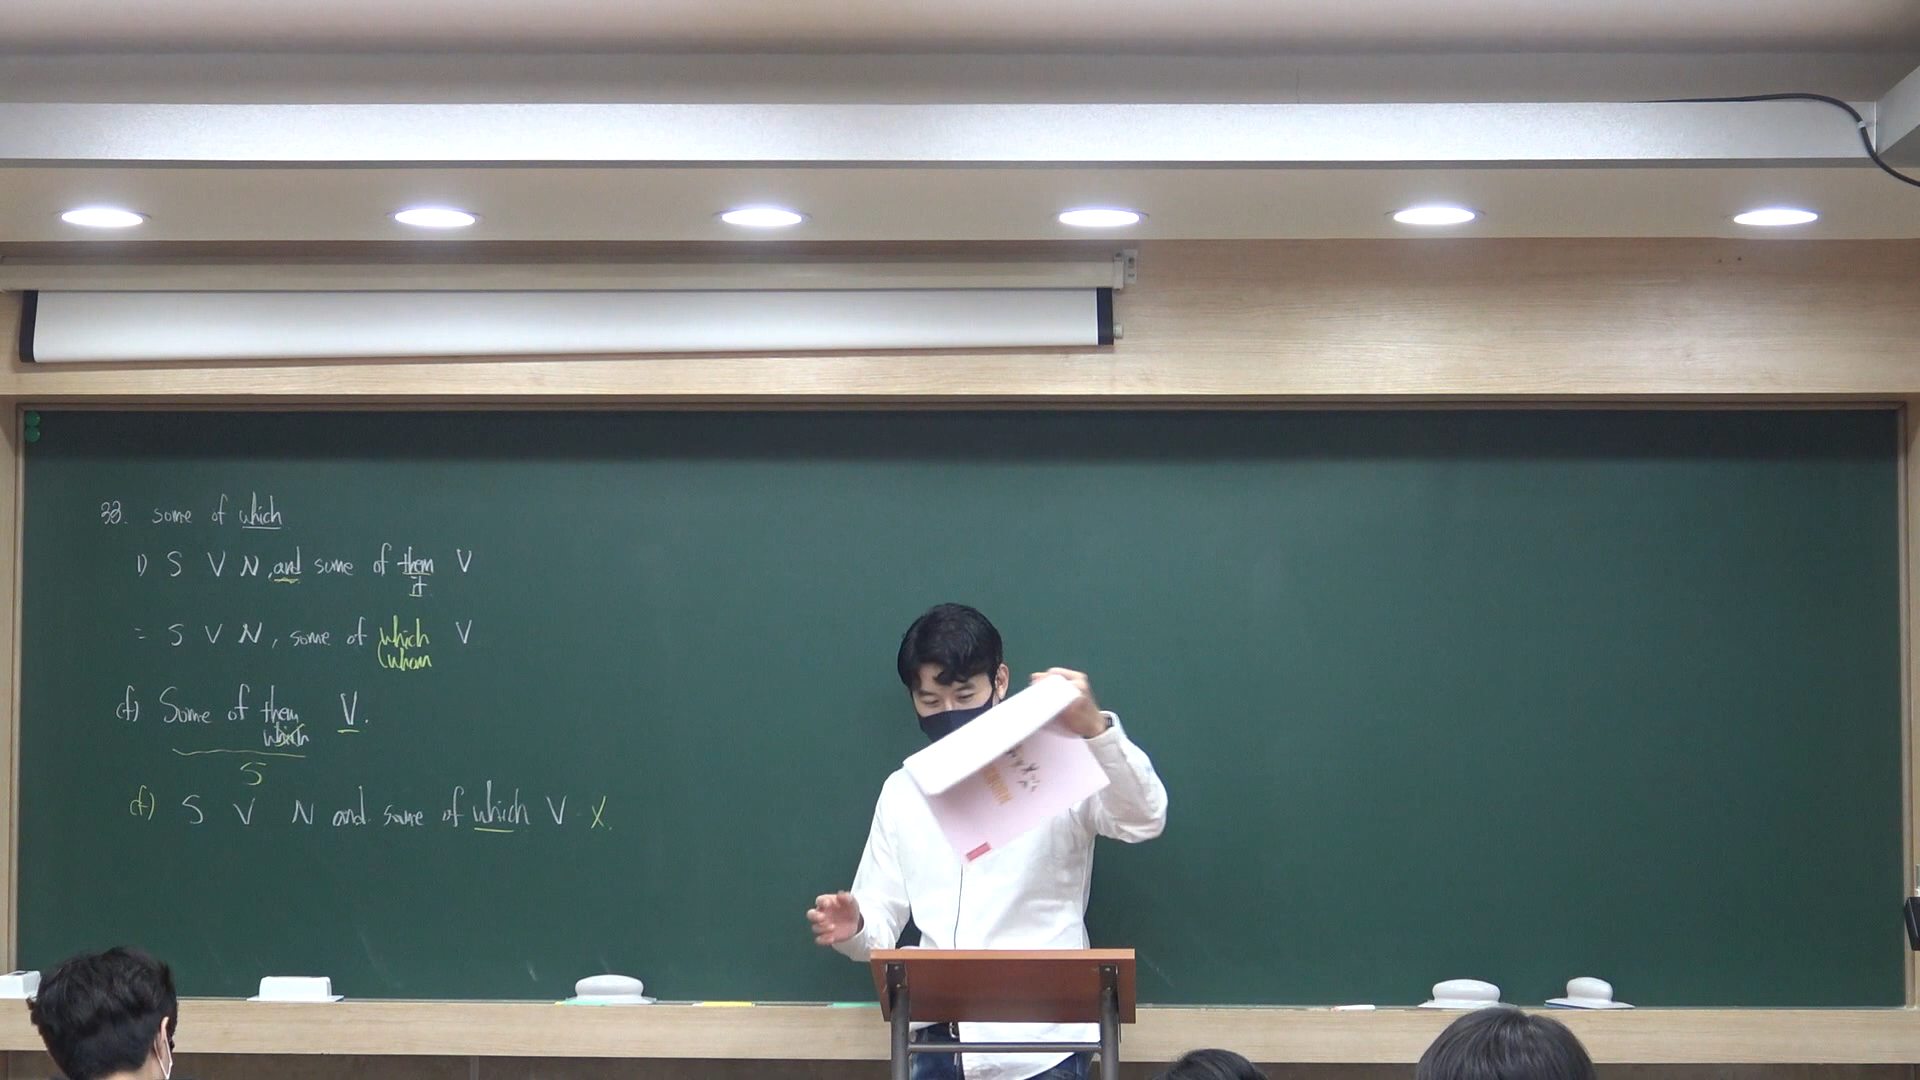 33. some of which
1) S V N, and some of them V
it
= S V N, some of which V
(whom
cf) Some of them V.
which
S
cf) S V N and some of which V X.